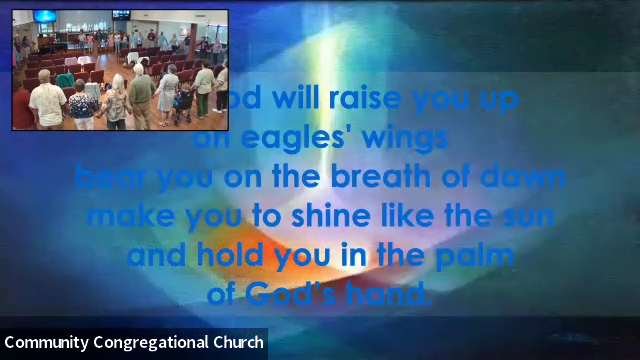 God will raise you up
on eagles' wings
bear you on the breath of dawn
make you to shine like the sun
and hold you in the palm
of God's hand.
Community Congregational Church